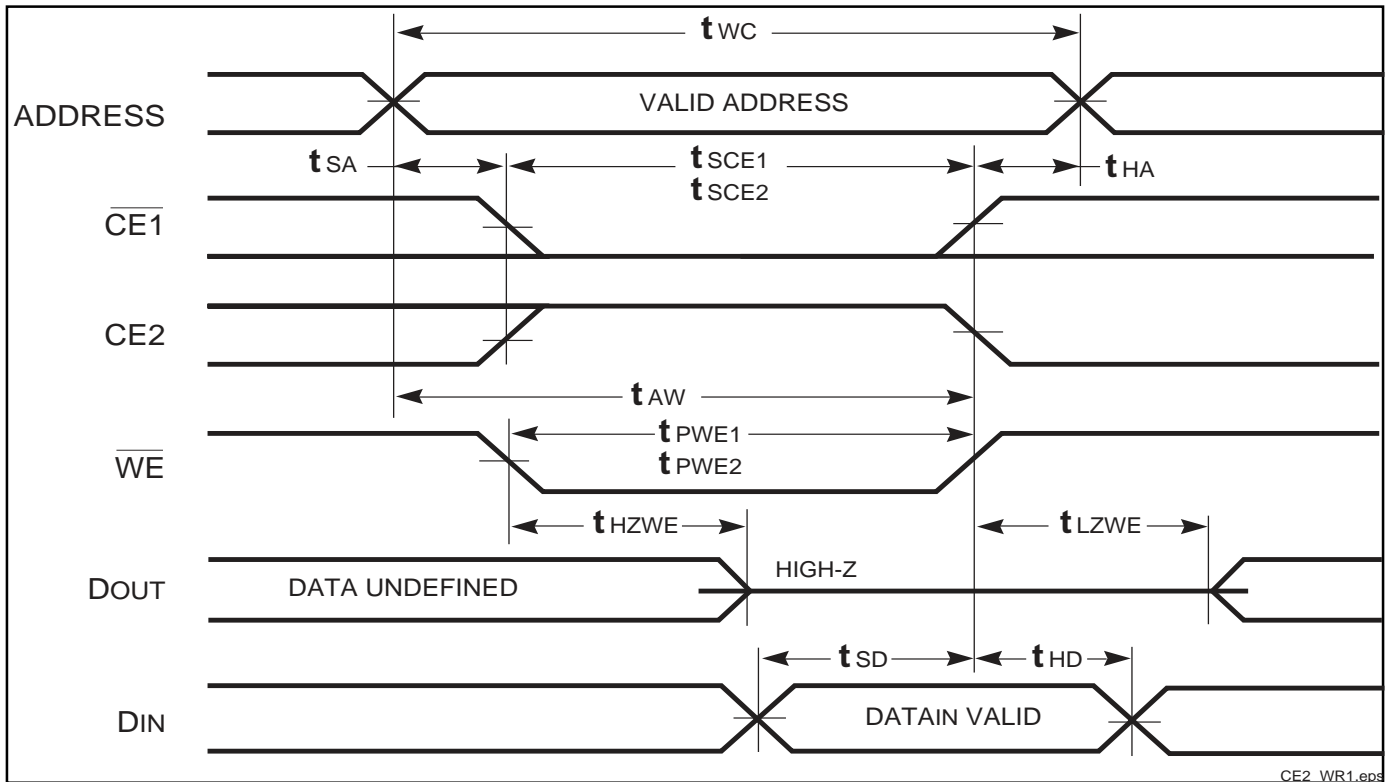 tWC
ADDRESS
VALID ADDRESS
tSA
tSCE1
tSCE2
tHA
CE1
CE2
tAW
tPWE1
tPWE2
WE
tHZWE
tLZWE
DOUT
DATA UNDEFINED
HIGH-Z
tSD
tHD
DIN
DATAIN VALID
CE2_WR1.eps